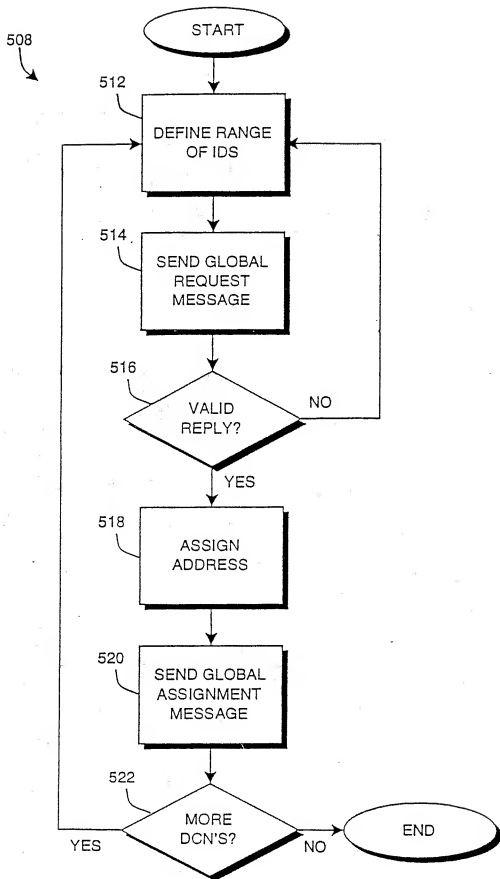 START
508
512
DEFINE RANGE
OF IDS
514
SEND GLOBAL
REQUEST
MESSAGE
516
VALID
REPLY?
NO
YES
518
ASSIGN
ADDRESS
520
SEND GLOBAL
ASSIGNMENT
MESSAGE
522
MORE
DCN'S?
YES
NO
END